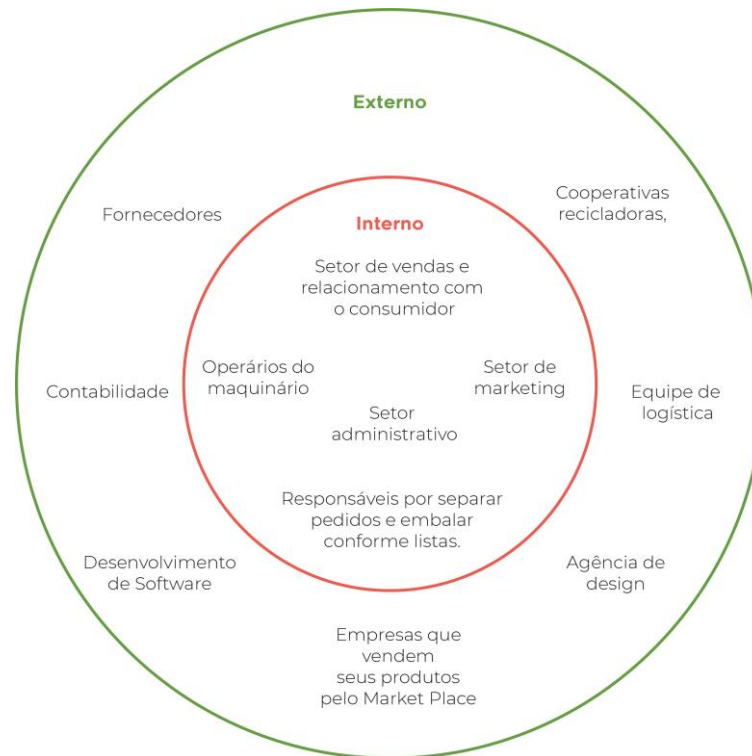 Externo
Fornecedores
Cooperativas
recicladoras,
Interno
Setor de vendas e
relacionamento com
o consumidor
Contabilidade
Operários do
maquinário
Setor de
marketing
Equipe de
logística
Setor
administrativo
Responsáveis por separar
pedidos e embalar
conforme listas.
Desenvolvimento
de Software
Agência de
design
Empresas que
vendem
seus produtos
pelo Market Place